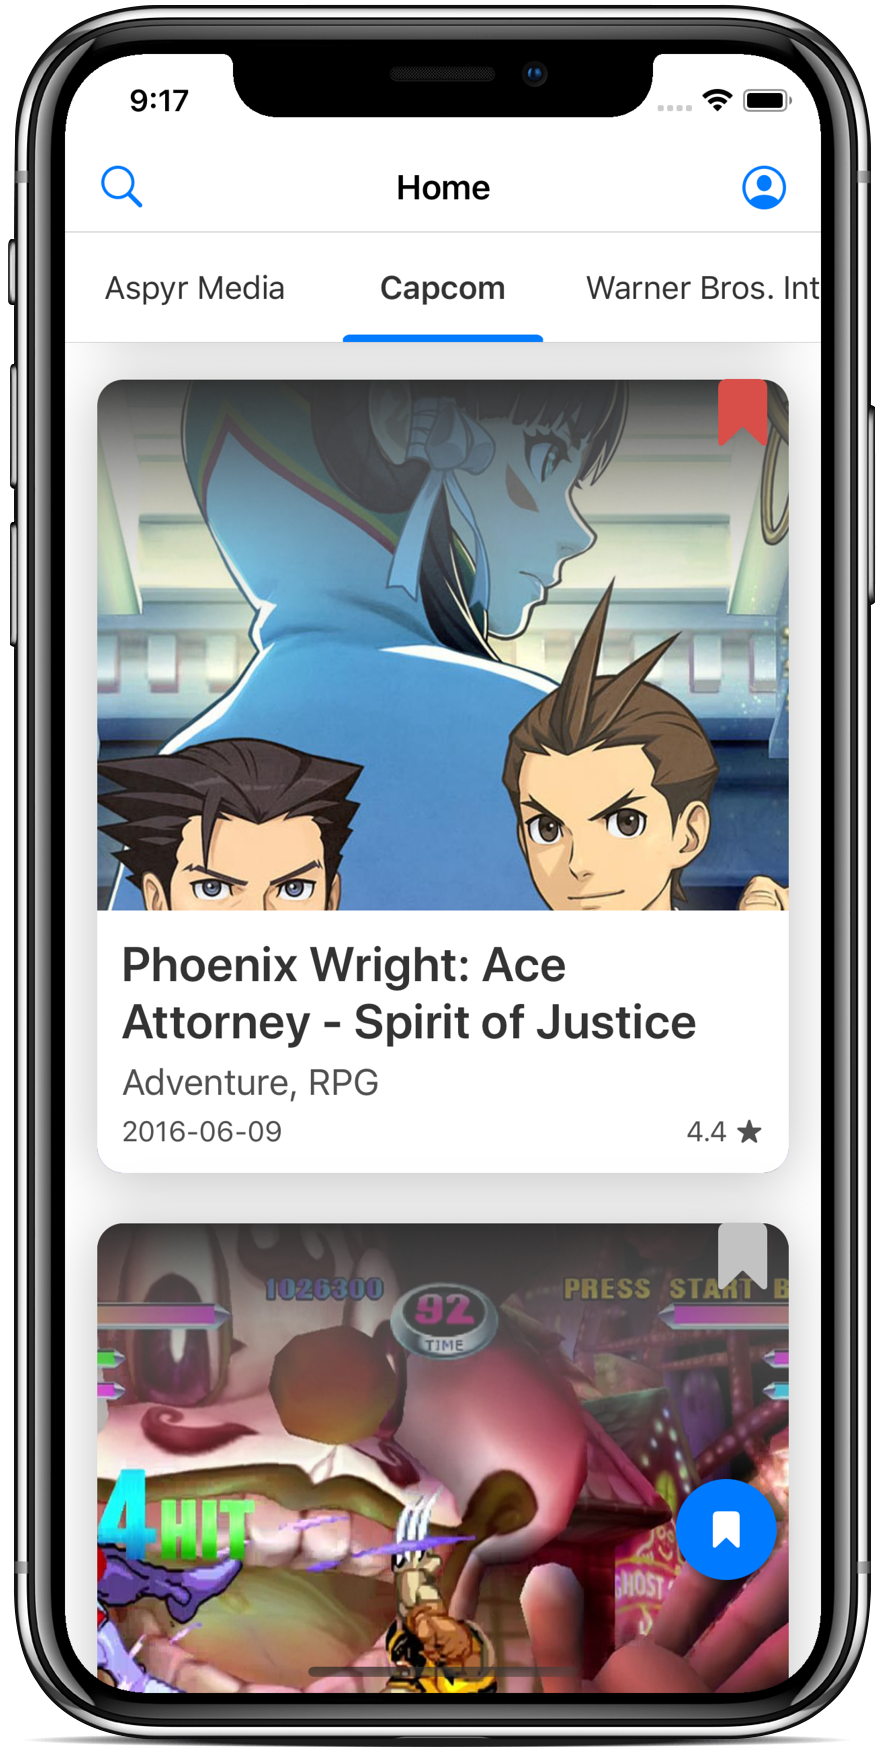 9:17
Home
Aspyr Media
Capcom
Warner Bros. Int
Phoenix Wright: Ace
Attorney - Spirit of Justice
Adventure, RPG
2016-06-09
4.4
1026300
92
TIME
PRESS START B
4 HIT
GHOST